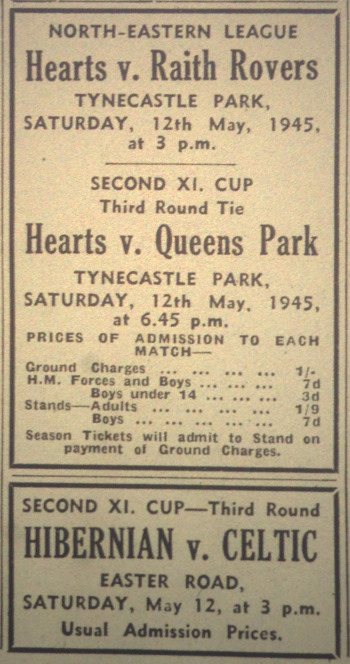 NORTH-EASTERN LEAGUE
Hearts v. Raith Rovers
TYNECASTLE PARK,
SATURDAY, 12th May, 1945,
at 3 p.m.
SECOND XI. CUP
Third Round Tie
Hearts v. Queens Park
TYNECASTLE PARK,
SATURDAY, 12th May, 1945,
at 6.45 p.m.
PRICES OF ADMISSION TO EACH
MATCH—
Ground Charges ... ... ... ... 1/-
H.M. Forces and Boys ... ... ... 7d
Boys under 14 ... ... ... 3d
Stands—Adults ... ... ... ... 1/9
Boys ... ... ... ... ... 7d
Season Tickets will admit to Stand on
payment of Ground Charges.
SECOND XI. CUP—Third Round
HIBERNIAN v. CELTIC
EASTER ROAD,
SATURDAY, May 12, at 3 p.m.
Usual Admission Prices.